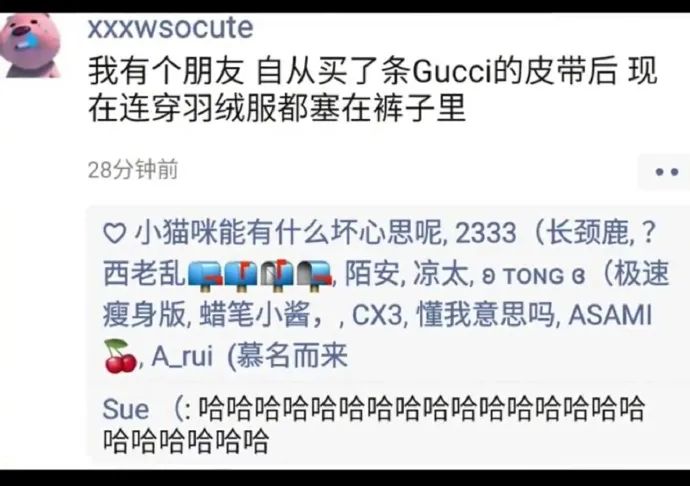 xxxwsocute
我有个朋友 自从买了条Gucci的皮带后 现
在连穿羽绒服都塞在裤子里
28分钟前
♡ 小猫咪能有什么坏心思呢, 2333（长颈鹿, ？
西老乱📪📫📬📭, 陌安, 凉太, ʚ ᴛᴏɴɢ ɞ（极速
瘦身版, 蜡笔小酱，, CX3, 懂我意思吗, ASAMI
🍒, A_rui（慕名而来
Sue （: 哈哈哈哈哈哈哈哈哈哈哈哈哈哈哈哈
哈哈哈哈哈哈